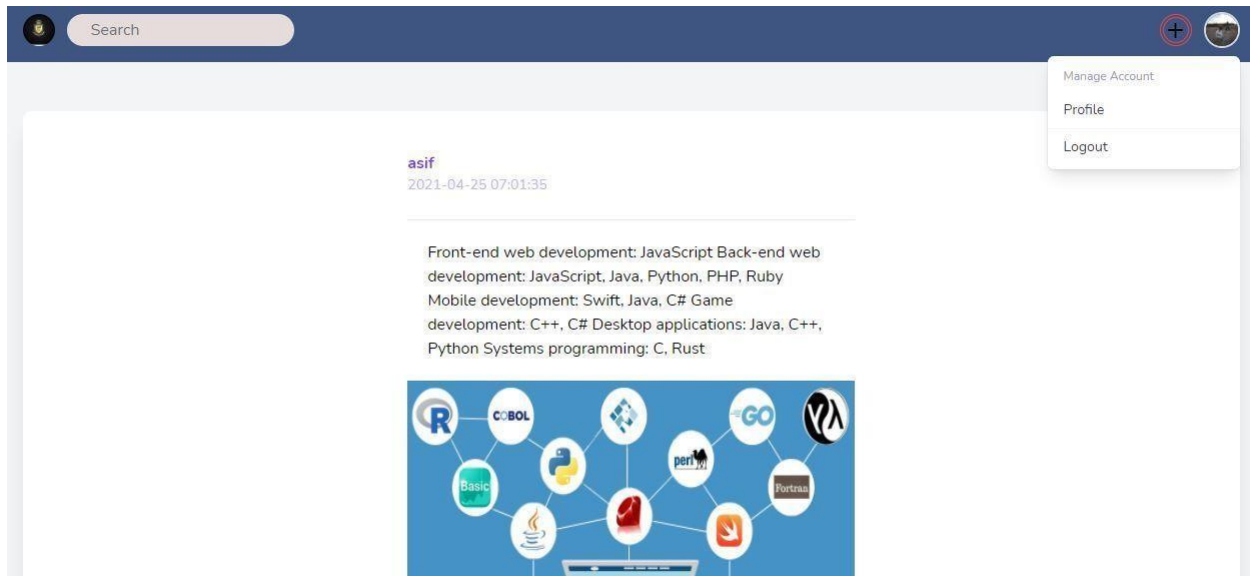 Search
Manage Account
Profile
Logout
asif
2021-04-25 07:01:35
Front-end web development: JavaScript Back-end web
development: JavaScript, Java, Python, PHP, Ruby
Mobile development: Swift, Java, C# Game
development: C++, C# Desktop applications: Java, C++,
Python Systems programming: C, Rust
R
COBOL
GO
Basic
perl
Fortran